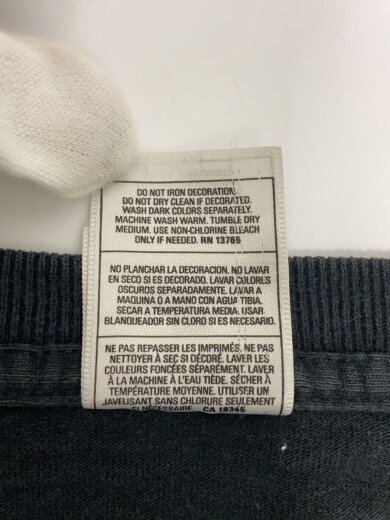 DO NOT IRON DECORATION.
DO NOT DRY CLEAN IF DECORATED.
WASH DARK COLORS SEPARATELY.
MACHINE WASH WARM. TUMBLE DRY
MEDIUM. USE NON-CHLORINE BLEACH
ONLY IF NEEDED. RN 13765
NO PLANCHAR LA DECORACION. NO LAVAR
EN SECO SI ES DECORADO. LAVAR COLORES
OSCUROS SEPARADAMENTE. LAVAR A
MAQUINA O A MANO CON AGUA TIBIA.
SECAR A TEMPERATURA MEDIA. USAR
BLANQUEADOR SIN CLORO SI ES NECESARIO.
NE PAS REPASSER LES IMPRIMÉS. NE PAS
NETTOYER À SEC SI DÉCORÉ. LAVER LES
COULEURS FONCÉES SÉPARÉMENT. LAVER
À LA MACHINE À L'EAU TIÈDE. SÉCHER À
TEMPÉRATURE MOYENNE. UTILISER UN
JAVELISANT SANS CHLORURE SEULEMENT
SI NÉCESSAIRE. CA 18345